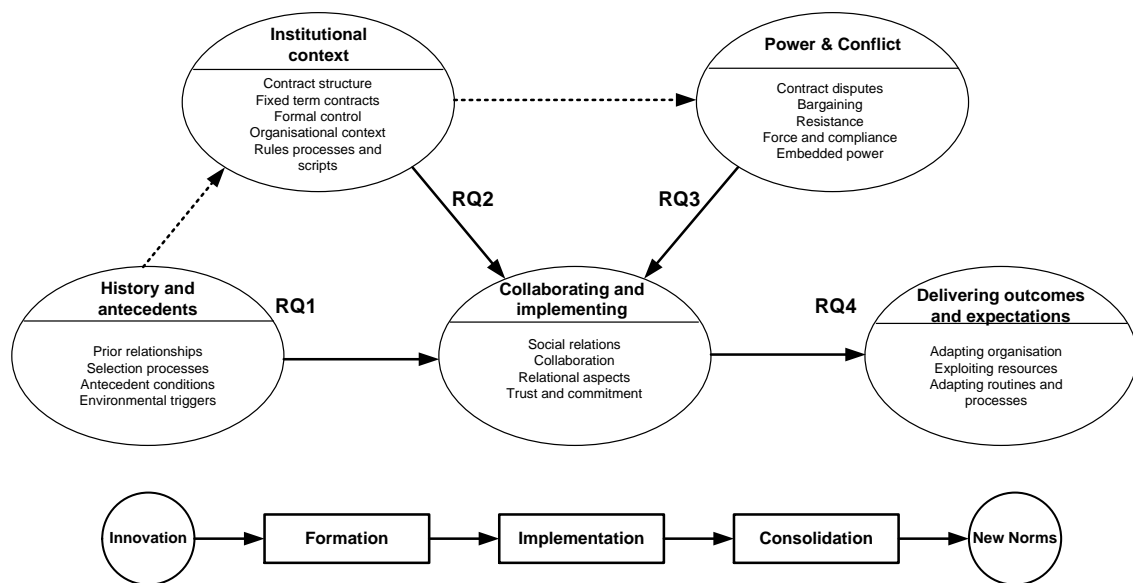 Institutional
context
Contract structure
Fixed term contracts
Formal control
Organisational context
Rules processes and
scripts
Power & Conflict
Contract disputes
Bargaining
Resistance
Force and compliance
Embedded power
RQ2
RQ3
History and
antecedents
Prior relationships
Selection processes
Antecedent conditions
Environmental triggers
RQ1
Collaborating and
implementing
Social relations
Collaboration
Relational aspects
Trust and commitment
RQ4
Delivering outcomes
and expectations
Adapting organisation
Exploiting resources
Adapting routines and
processes
Innovation
Formation
Implementation
Consolidation
New Norms